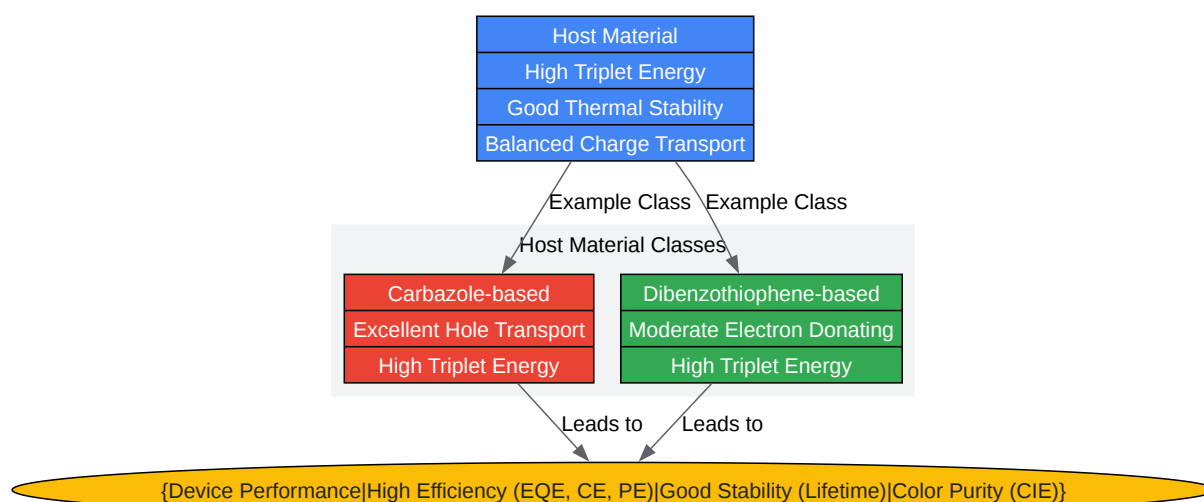 Host Material
High Triplet Energy
Good Thermal Stability
Balanced Charge Transport
Example Class
Example Class
Host Material Classes
Carbazole-based
Excellent Hole Transport
High Triplet Energy
Dibenzothiophene-based
Moderate Electron Donating
High Triplet Energy
Leads to
Leads to
{Device Performance|High Efficiency (EQE, CE, PE)|Good Stability (Lifetime)|Color Purity (CIE)}